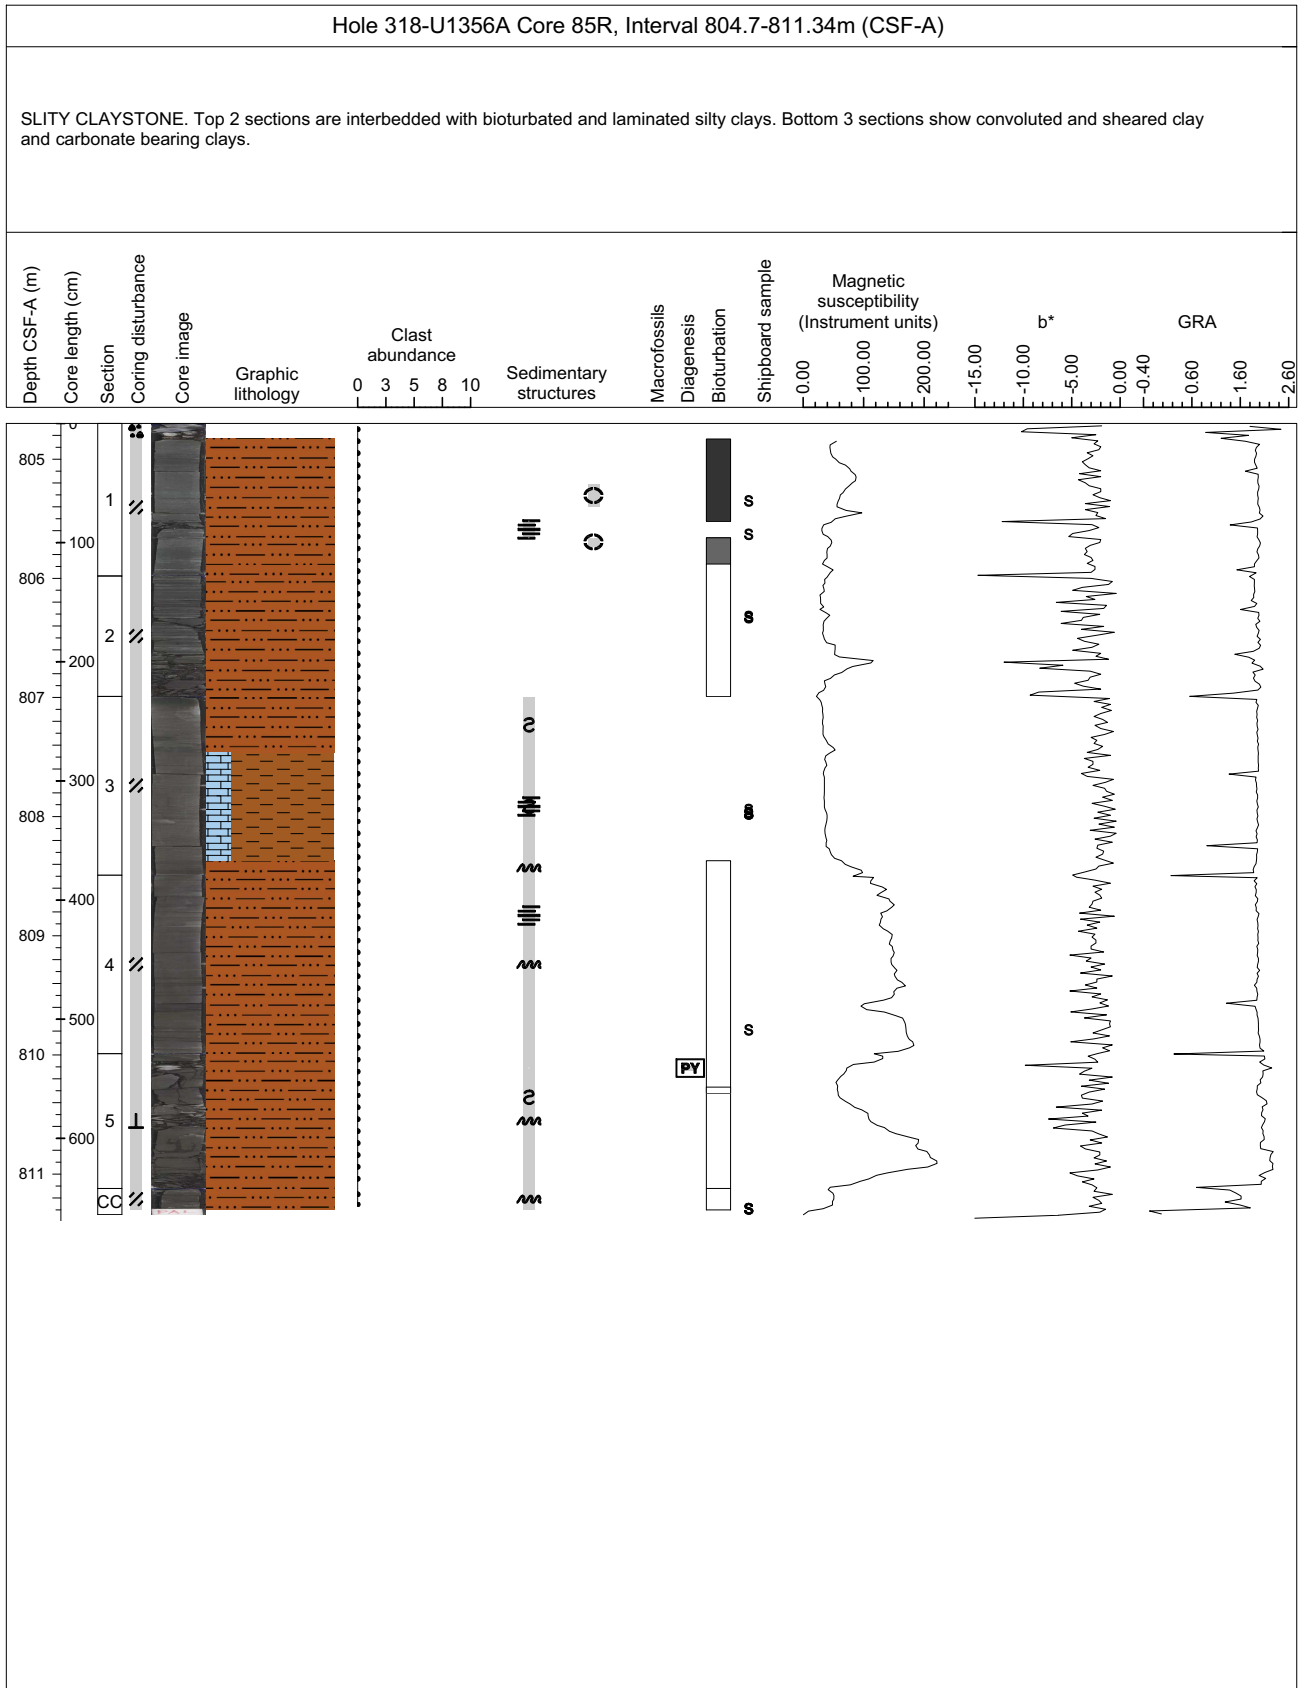 Hole 318-U1356A Core 85R, Interval 804.7-811.34m (CSF-A)
SLITY CLAYSTONE. Top 2 sections are interbedded with bioturbated and laminated silty clays. Bottom 3 sections show convoluted and sheared clay
and carbonate bearing clays.
Depth CSF-A (m)
Core length (cm)
Section
Coring disturbance
Core image
Graphic
lithology
Clast
abundance
0 3 5 8 10
Sedimentary
structures
Macrofossils
Diagenesis
Bioturbation
Shipboard sample
Magnetic
susceptibility
(Instrument units)
0.00 100.00 200.00
b*
-15.00 -10.00 -5.00 0.00
GRA
-0.40 0.60 1.60 2.60
0
805
1
S
S
100
806
S
2
200
807
S
300
3
808
S
400
809
4
500
S
810
PY
S
5
600
811
CC
S